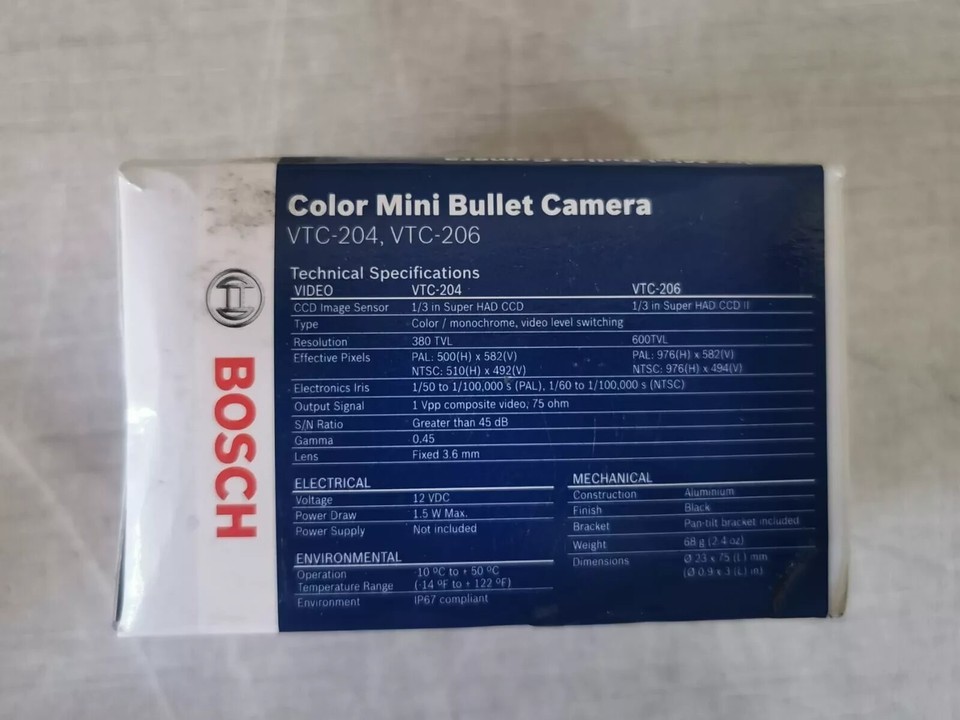 BOSCH
Color Mini Bullet Camera
VTC-204, VTC-206
Technical Specifications
VIDEO VTC-204 VTC-206
CCD Image Sensor 1/3 in Super HAD CCD 1/3 in Super HAD CCD II
Type Color / monochrome, video level switching
Resolution 380 TVL 600TVL
Effective Pixels PAL: 500(H) x 582(V) PAL: 976(H) x 582(V)
NTSC: 510(H) x 492(V) NTSC: 976(H) x 494(V)
Electronics Iris 1/50 to 1/100,000 s (PAL), 1/60 to 1/100,000 s (NTSC)
Output Signal 1 Vpp composite video, 75 ohm
S/N Ratio Greater than 45 dB
Gamma 0.45
Lens Fixed 3.6 mm
ELECTRICAL
Voltage 12 VDC
Power Draw 1.5 W Max.
Power Supply Not included
ENVIRONMENTAL
Operation -10 ºC to + 50 ºC
Temperature Range (-14 ºF to + 122 ºF)
Environment IP67 compliant
MECHANICAL
Construction Aluminium
Finish Black
Bracket Pan-tilt bracket included
Weight 68 g (2.4 oz)
Dimensions Ø 23 x 75 (L) mm
(Ø 0.9 x 3 (L) in)